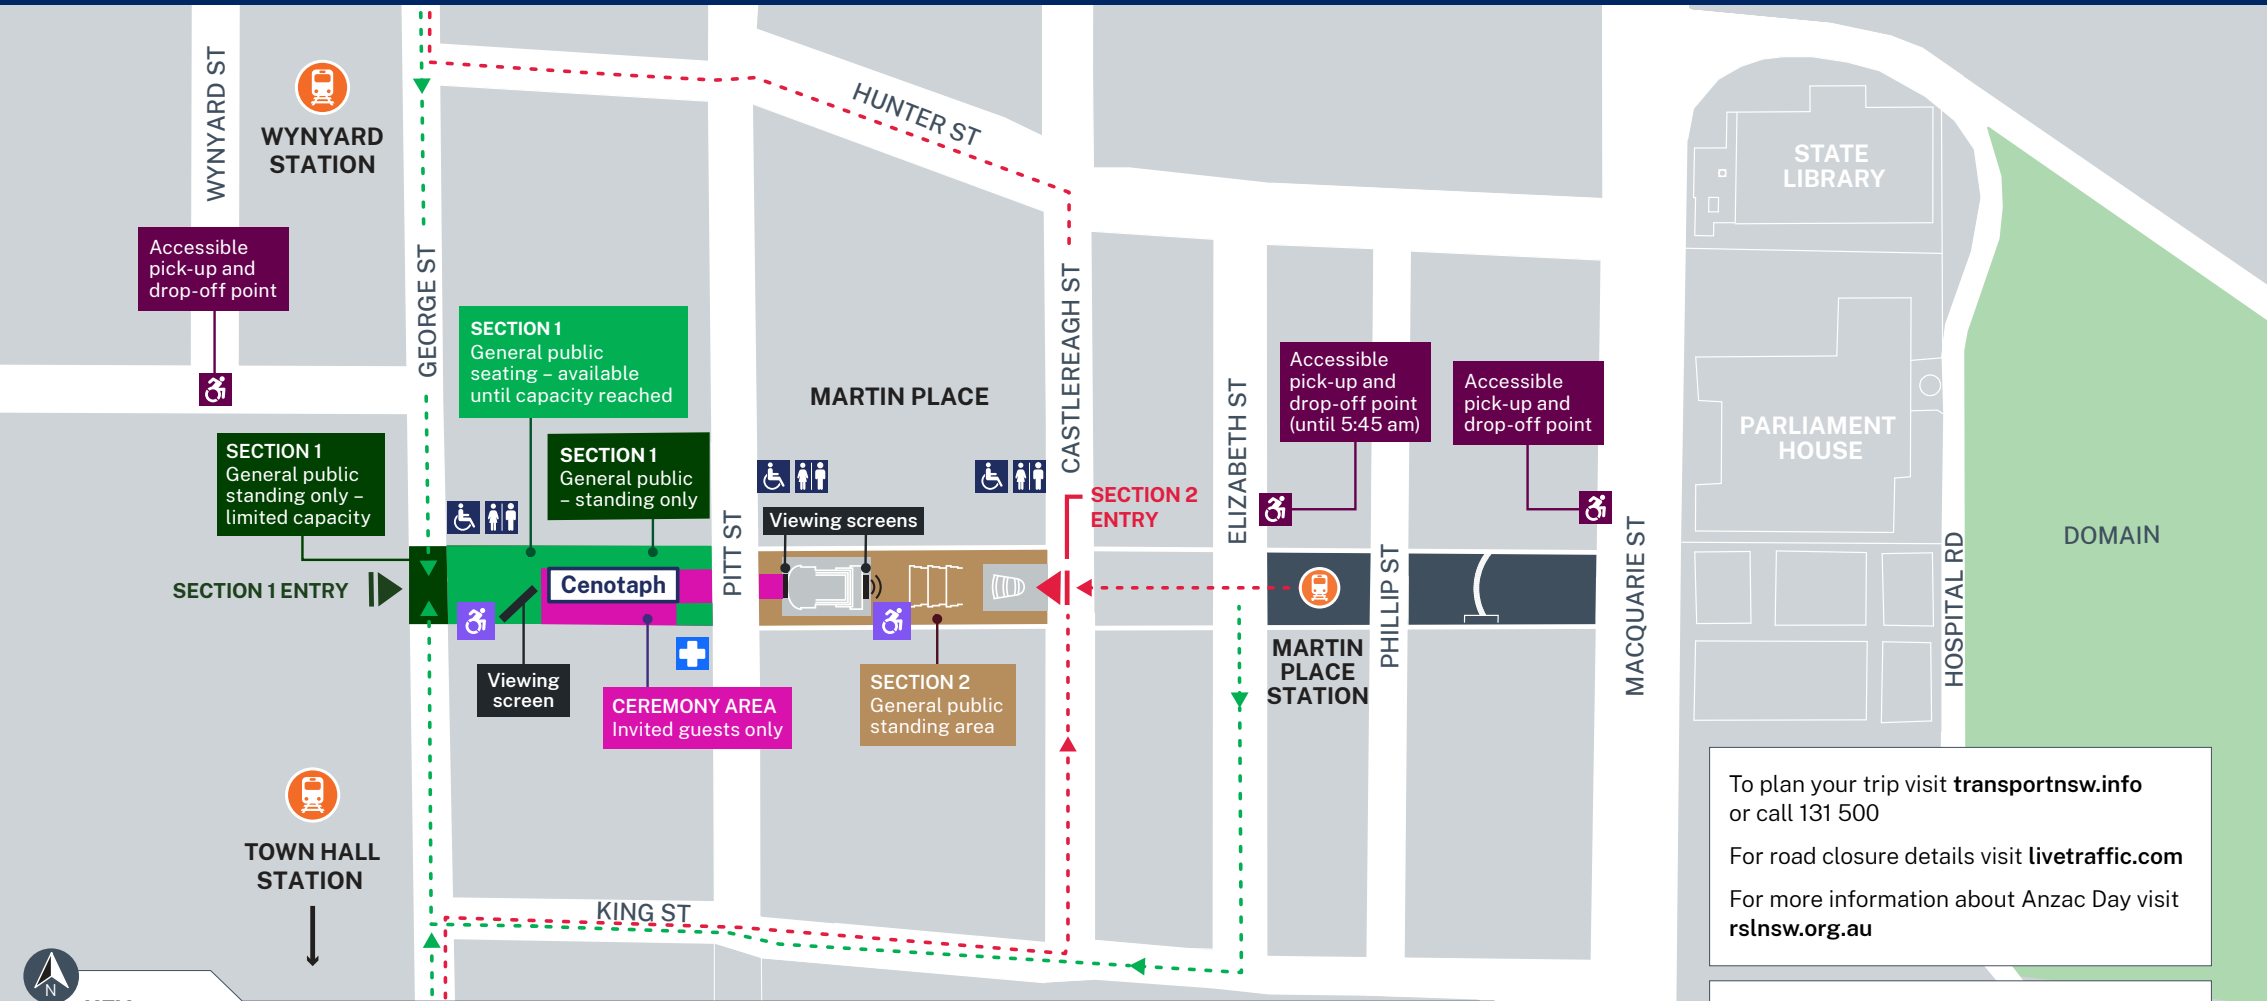 WYNYARD ST
WYNYARD
STATION
HUNTER ST
STATE
LIBRARY
Accessible
pick-up and
drop-off point
GEORGE ST
SECTION 1
General public
seating – available
until capacity reached
MARTIN PLACE
CASTLEREAGH ST
ELIZABETH ST
Accessible
pick-up and
drop-off point
(until 5:45 am)
Accessible
pick-up and
drop-off point
PARLIAMENT
HOUSE
SECTION 1
General public
standing only –
limited capacity
SECTION 1
General public
– standing only
PITT ST
Viewing screens
SECTION 2
ENTRY
PHILLIP ST
MACQUARIE ST
HOSPITAL RD
DOMAIN
SECTION 1 ENTRY
Cenotaph
Viewing
screen
CEREMONY AREA
Invited guests only
SECTION 2
General public
standing area
MARTIN
PLACE
STATION
TOWN HALL
STATION
KING ST
To plan your trip visit transportnsw.info
or call 131 500
For road closure details visit livetraffic.com
For more information about Anzac Day visit
rslnsw.org.au
N